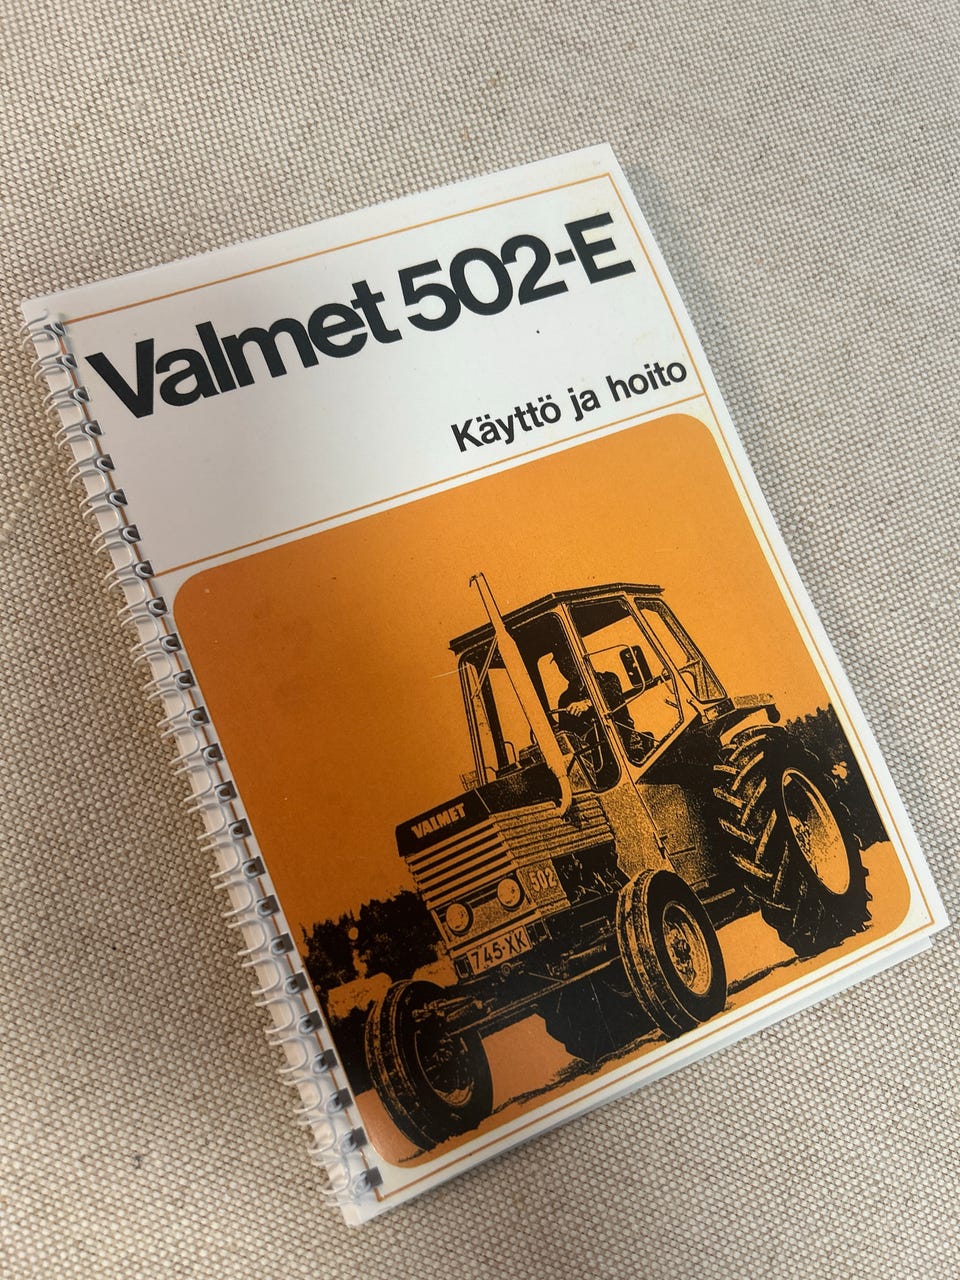 Valmet 502-E
Käyttö ja hoito
VALMET
502
745-XK